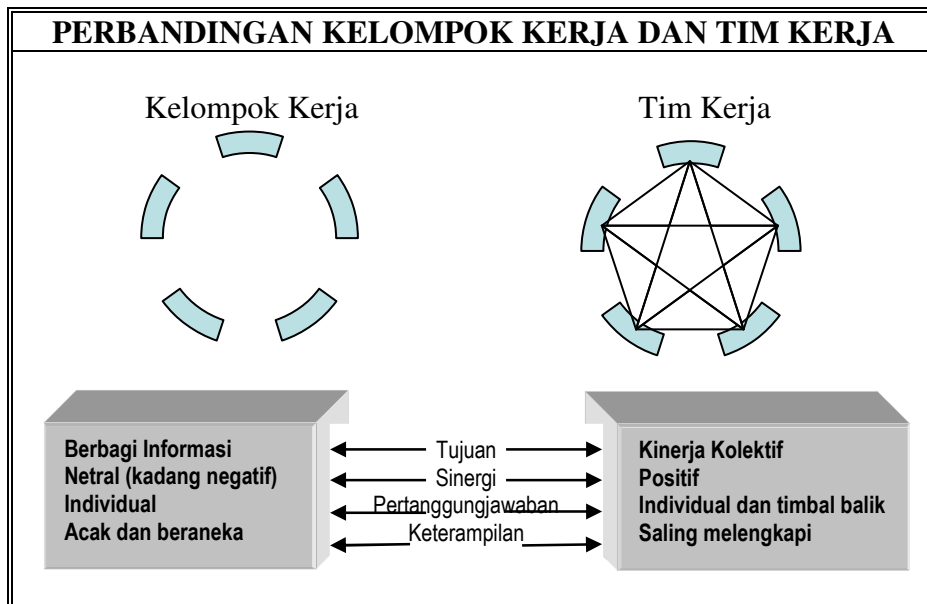 PERBANDINGAN KELOMPOK KERJA DAN TIM KERJA
Kelompok Kerja
Tim Kerja
Berbagi Informasi
Netral (kadang negatif)
Individual
Acak dan beraneka
Tujuan
Sinergi
Pertanggungjawaban
Keterampilan
Kinerja Kolektif
Positif
Individual dan timbal balik
Saling melengkapi